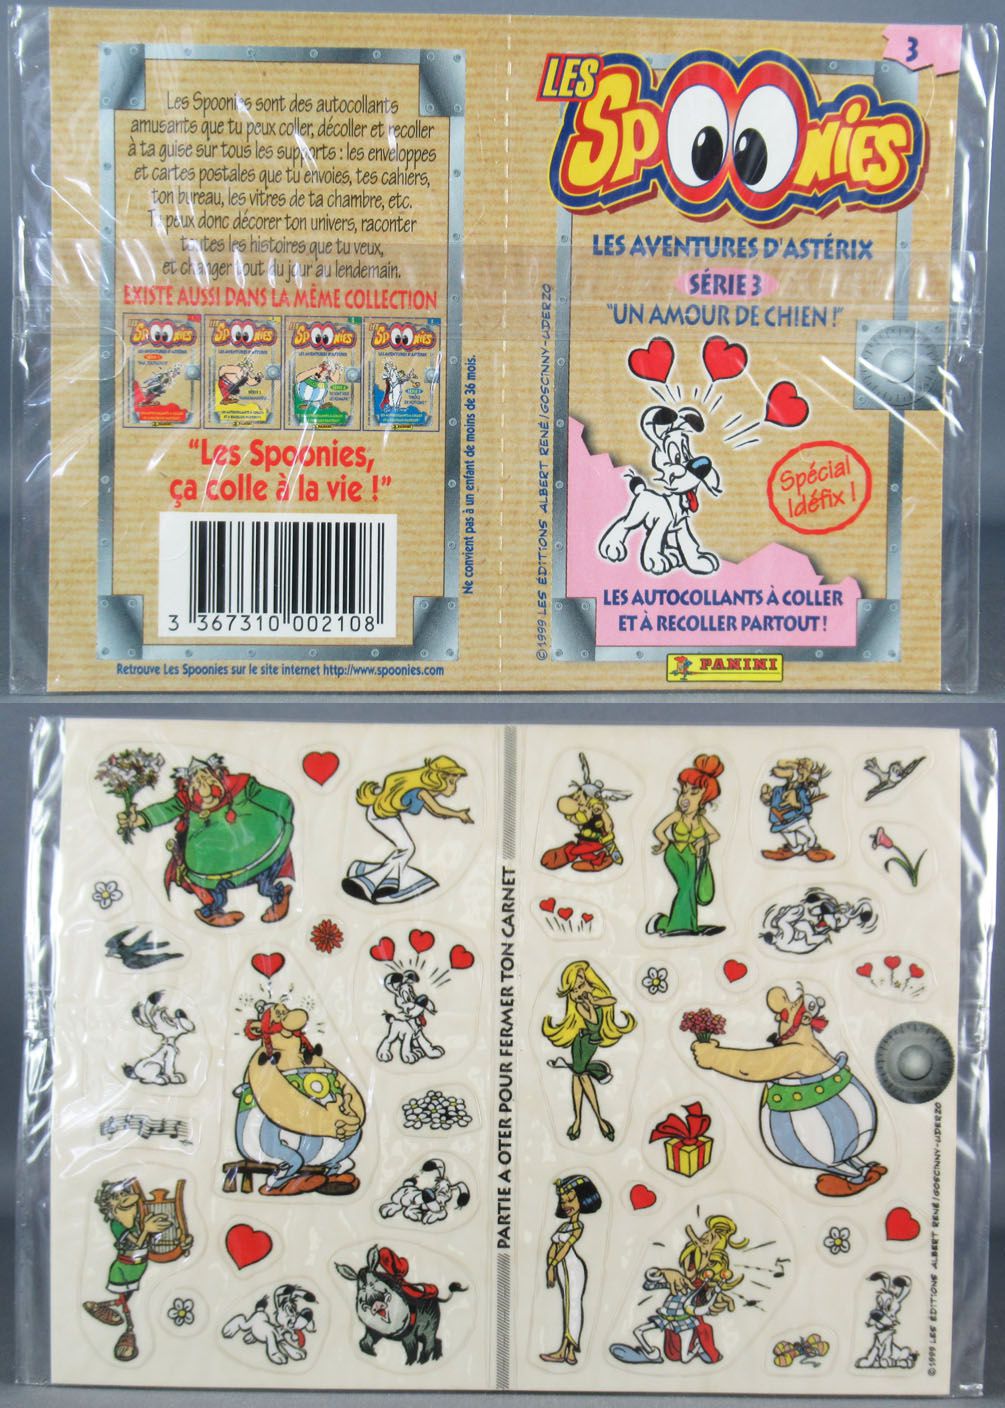 Les Spoonies sont des autocollants
amusants que tu peux coller, décoller et recoller
à ta guise sur tous les supports : les enveloppes
et cartes postales que tu envoies, tes cahiers,
ton bureau, les vitres de ta chambre, etc.
Tu peux donc décorer ton univers, raconter
toutes les histoires que tu veux,
et changer tout du jour au lendemain.
EXISTE AUSSI DANS LA MÊME COLLECTION
"Les Spoonies,
ça colle à la vie !"
3 367310 002108
Ne convient pas à un enfant de moins de 36 mois.
Retrouve Les Spoonies sur le site internet http://www.spoonies.com
3
LES
SPOONIES
LES AVENTURES D'ASTÉRIX
SÉRIE 3
"UN AMOUR DE CHIEN !"
Spécial
Idéfix !
LES AUTOCOLLANTS À COLLER
ET À RECOLLER PARTOUT !
PANINI
©1999 LES ÉDITIONS ALBERT RENÉ/GOSCINNY-UDERZO
PARTIE A OTER POUR FERMER TON CARNET
©1999 LES ÉDITIONS ALBERT RENÉ/GOSCINNY-UDERZO